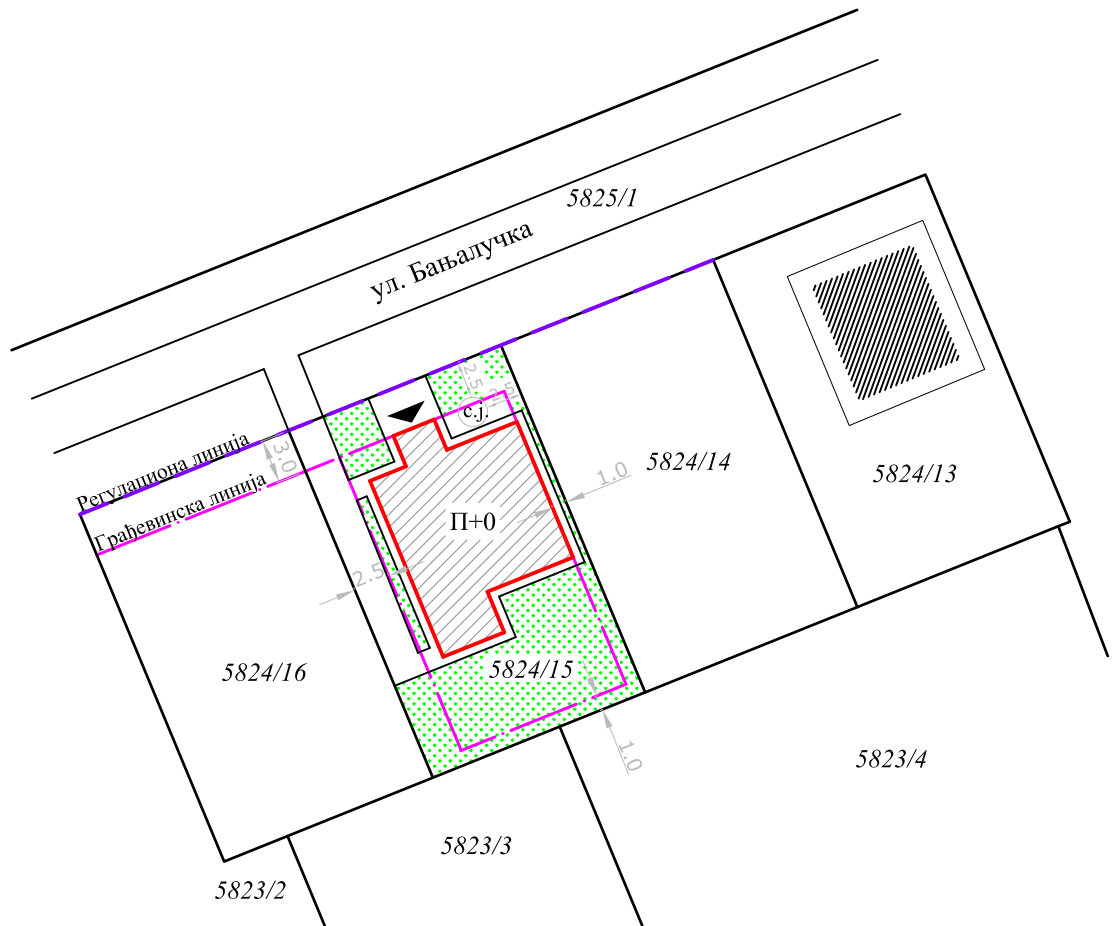 5825/1
ул. Бањалучка
2.5
2.5
с.ј.
Регулациона линија
3.0
Грађевинска линија
5824/14
1.0
5824/13
П+0
2.5
5824/16
5824/15
1.0
5823/4
5823/3
5823/2